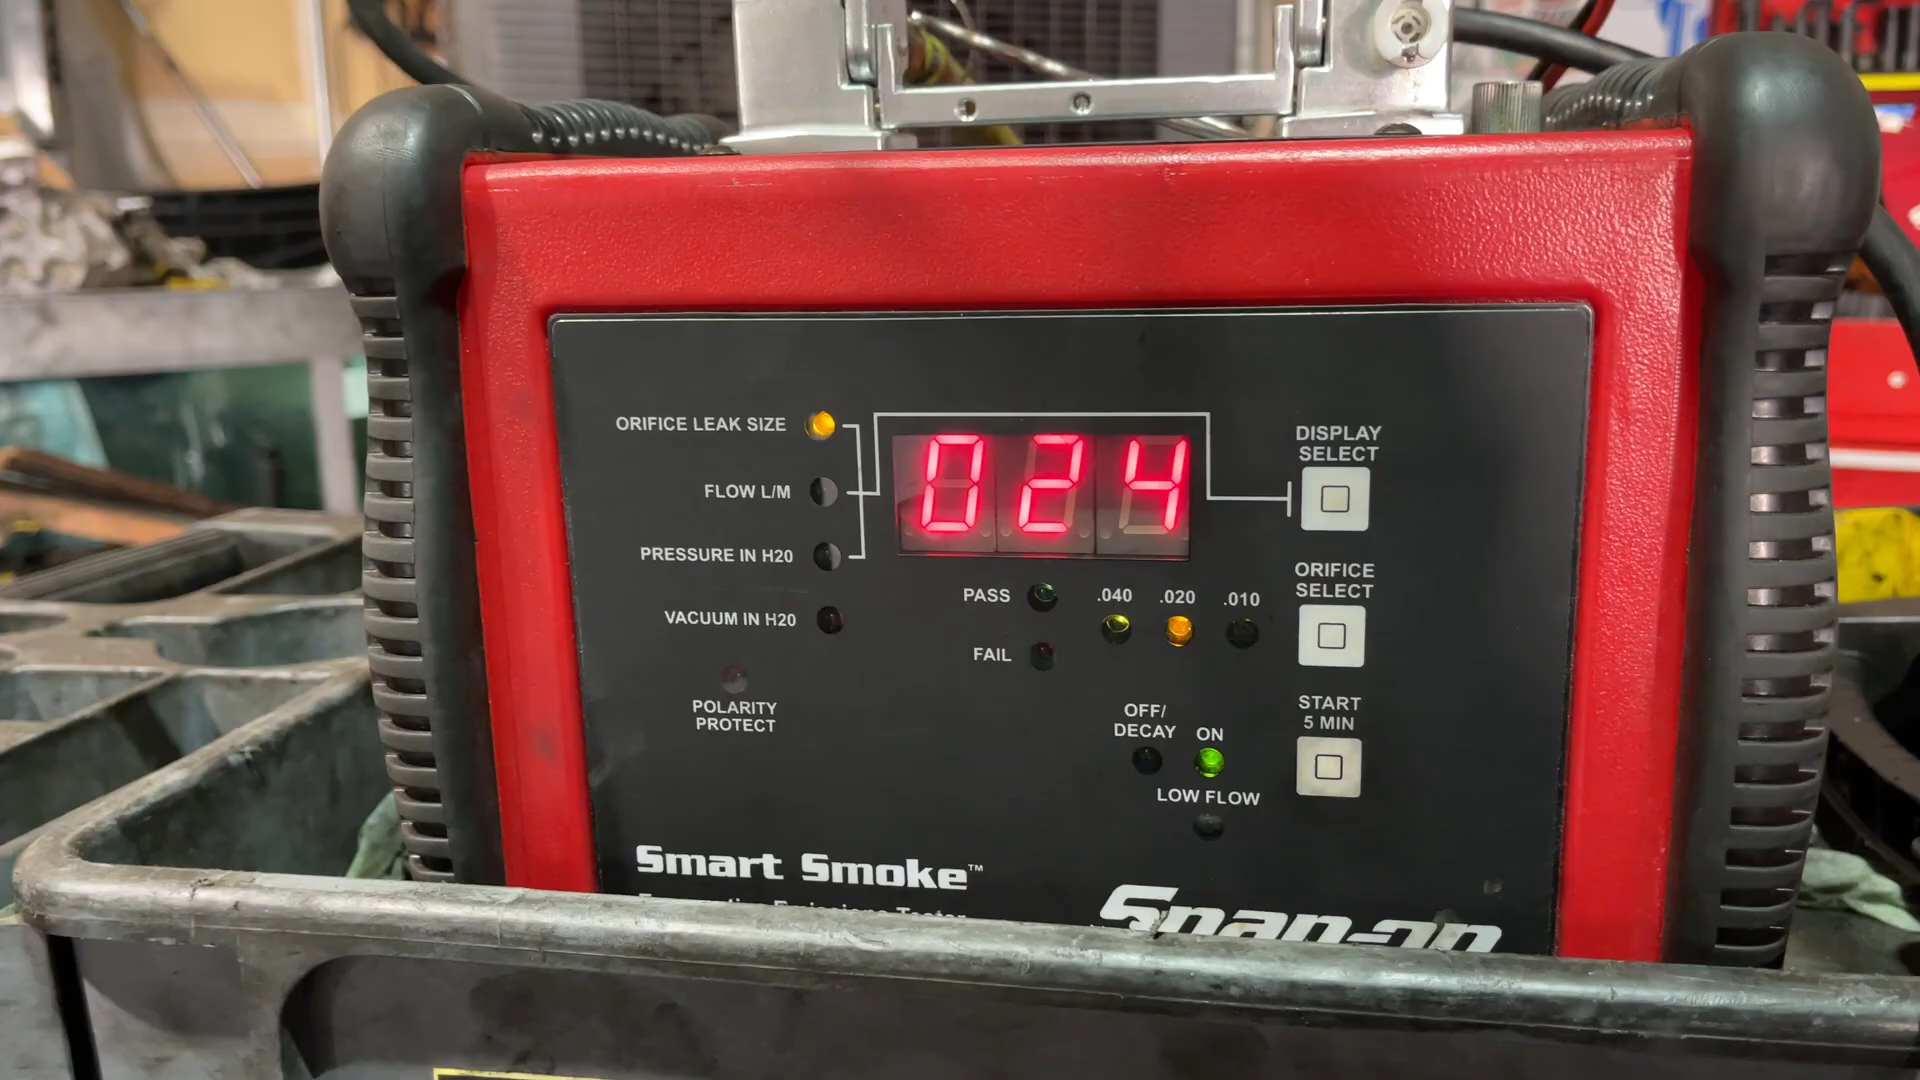 ORIFICE LEAK SIZE
FLOW L/M
PRESSURE IN H20
VACUUM IN H20
POLARITY
PROTECT
024
DISPLAY
SELECT
PASS
FAIL
.040 .020 .010
ORIFICE
SELECT
OFF/
DECAY ON
LOW FLOW
START
5 MIN
Smart Smoke™
Snap-on